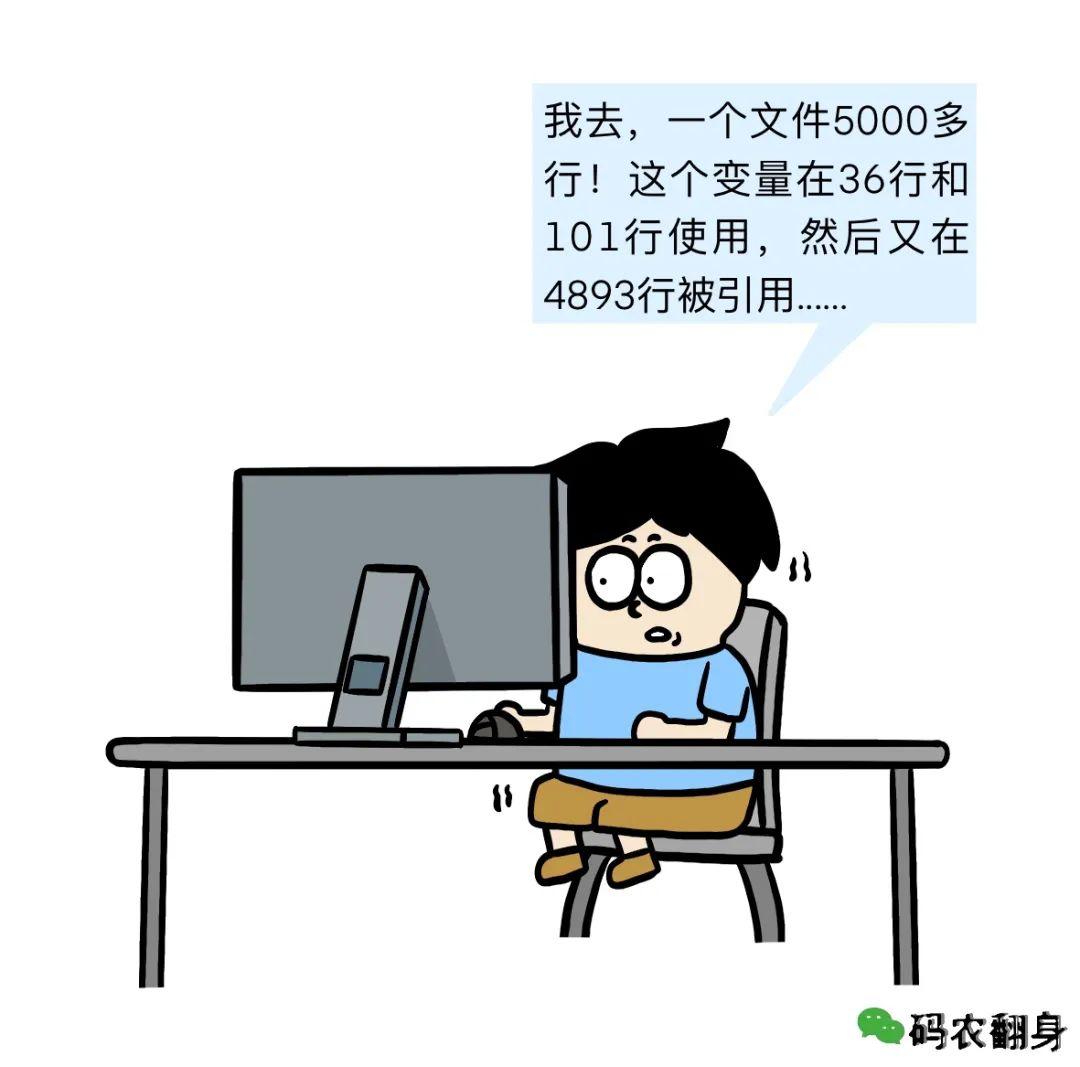 我去，一个文件5000多
行！这个变量在36行和
101行使用，然后又在
4893行被引用……
码农翻身